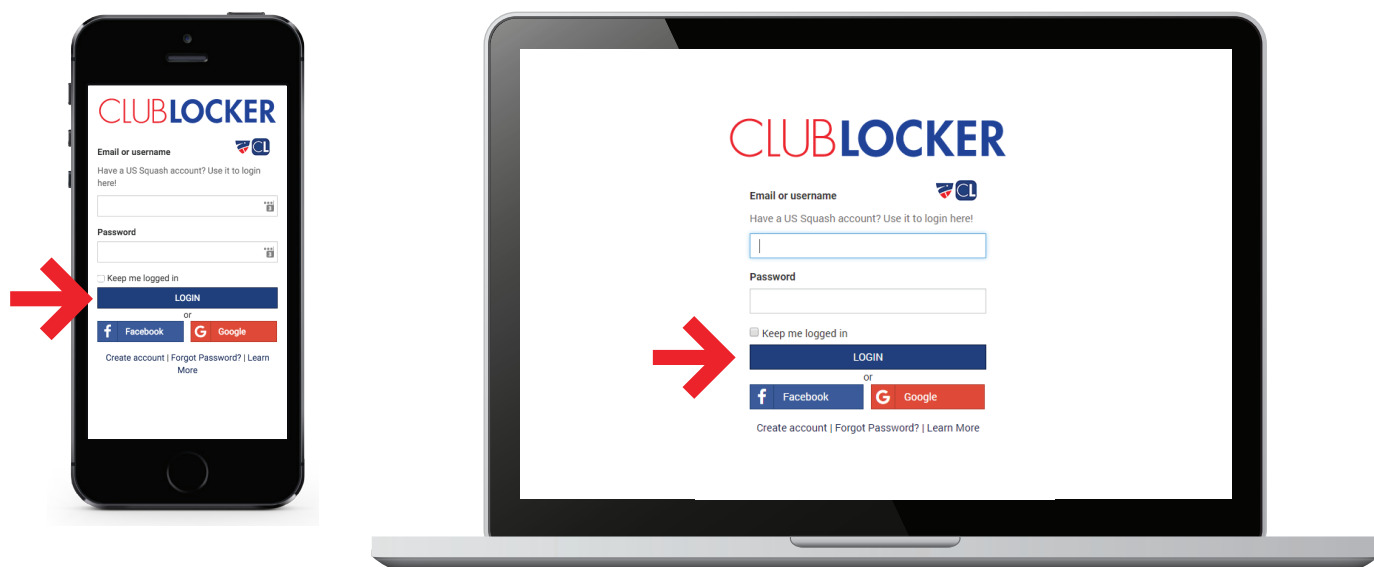 CLUBLOCKER
Email or username
CL
Have a US Squash account? Use it to login
here!
Password
Keep me logged in
LOGIN
or
f Facebook
G Google
Create account | Forgot Password? | Learn
More
CLUBLOCKER
Email or username
CL
Have a US Squash account? Use it to login here!
Password
Keep me logged in
LOGIN
or
f Facebook
G Google
Create account | Forgot Password? | Learn More